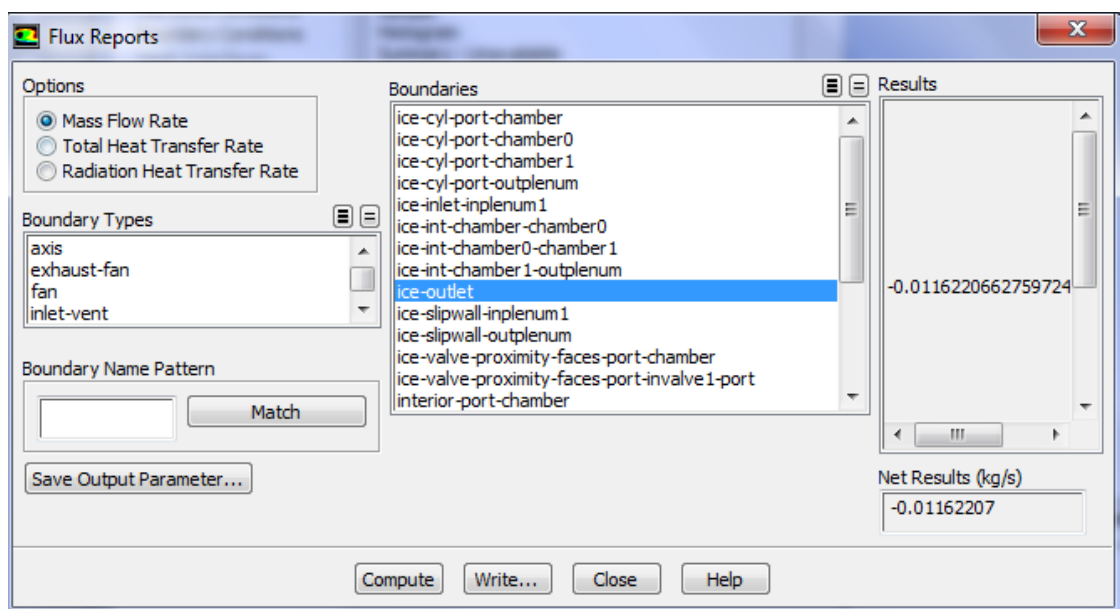 Flux Reports
Options
Mass Flow Rate
Total Heat Transfer Rate
Radiation Heat Transfer Rate
Boundary Types
axis
exhaust-fan
fan
inlet-vent
Boundary Name Pattern
Match
Save Output Parameter...
Boundaries
ice-cyl-port-chamber
ice-cyl-port-chamber0
ice-cyl-port-chamber1
ice-cyl-port-outplenum
ice-inlet-inplenum1
ice-int-chamber-chamber0
ice-int-chamber0-chamber1
ice-int-chamber1-outplenum
ice-outlet
ice-slipwall-inplenum1
ice-slipwall-outplenum
ice-valve-proximity-faces-port-chamber
ice-valve-proximity-faces-port-invalve1-port
interior-port-chamber
Results
-0.0116220662759724
Net Results (kg/s)
-0.01162207
Compute
Write...
Close
Help